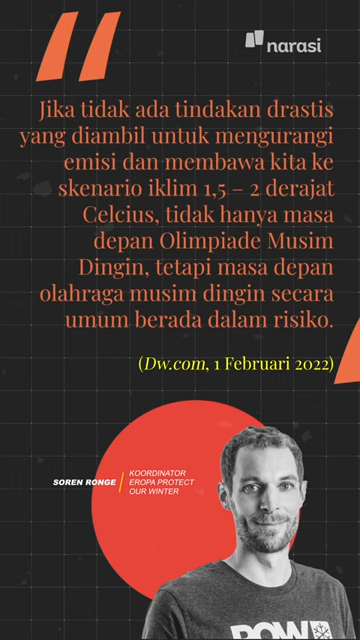 narasi
Jika tidak ada tindakan drastis
yang diambil untuk mengurangi
emisi dan membawa kita ke
skenario iklim 1,5 – 2 derajat
Celcius, tidak hanya masa
depan Olimpiade Musim
Dingin, tetapi masa depan
olahraga musim dingin secara
umum berada dalam risiko.
(Dw.com, 1 Februari 2022)
SOREN RONGE
KOORDINATOR
EROPA PROTECT
OUR WINTER
POW